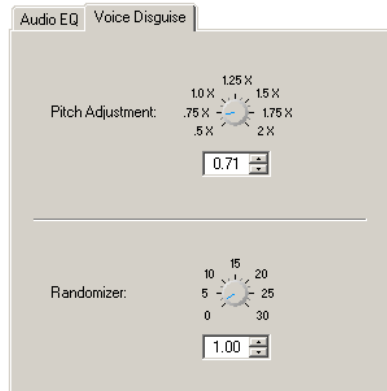 Audio EQ Voice Disguise
1.25 X
1.0 X 1.5 X
Pitch Adjustment: .75 X 1.75 X
.5 X 2 X
0.71
15
10 20
Randomizer: 5 25
0 30
1.00